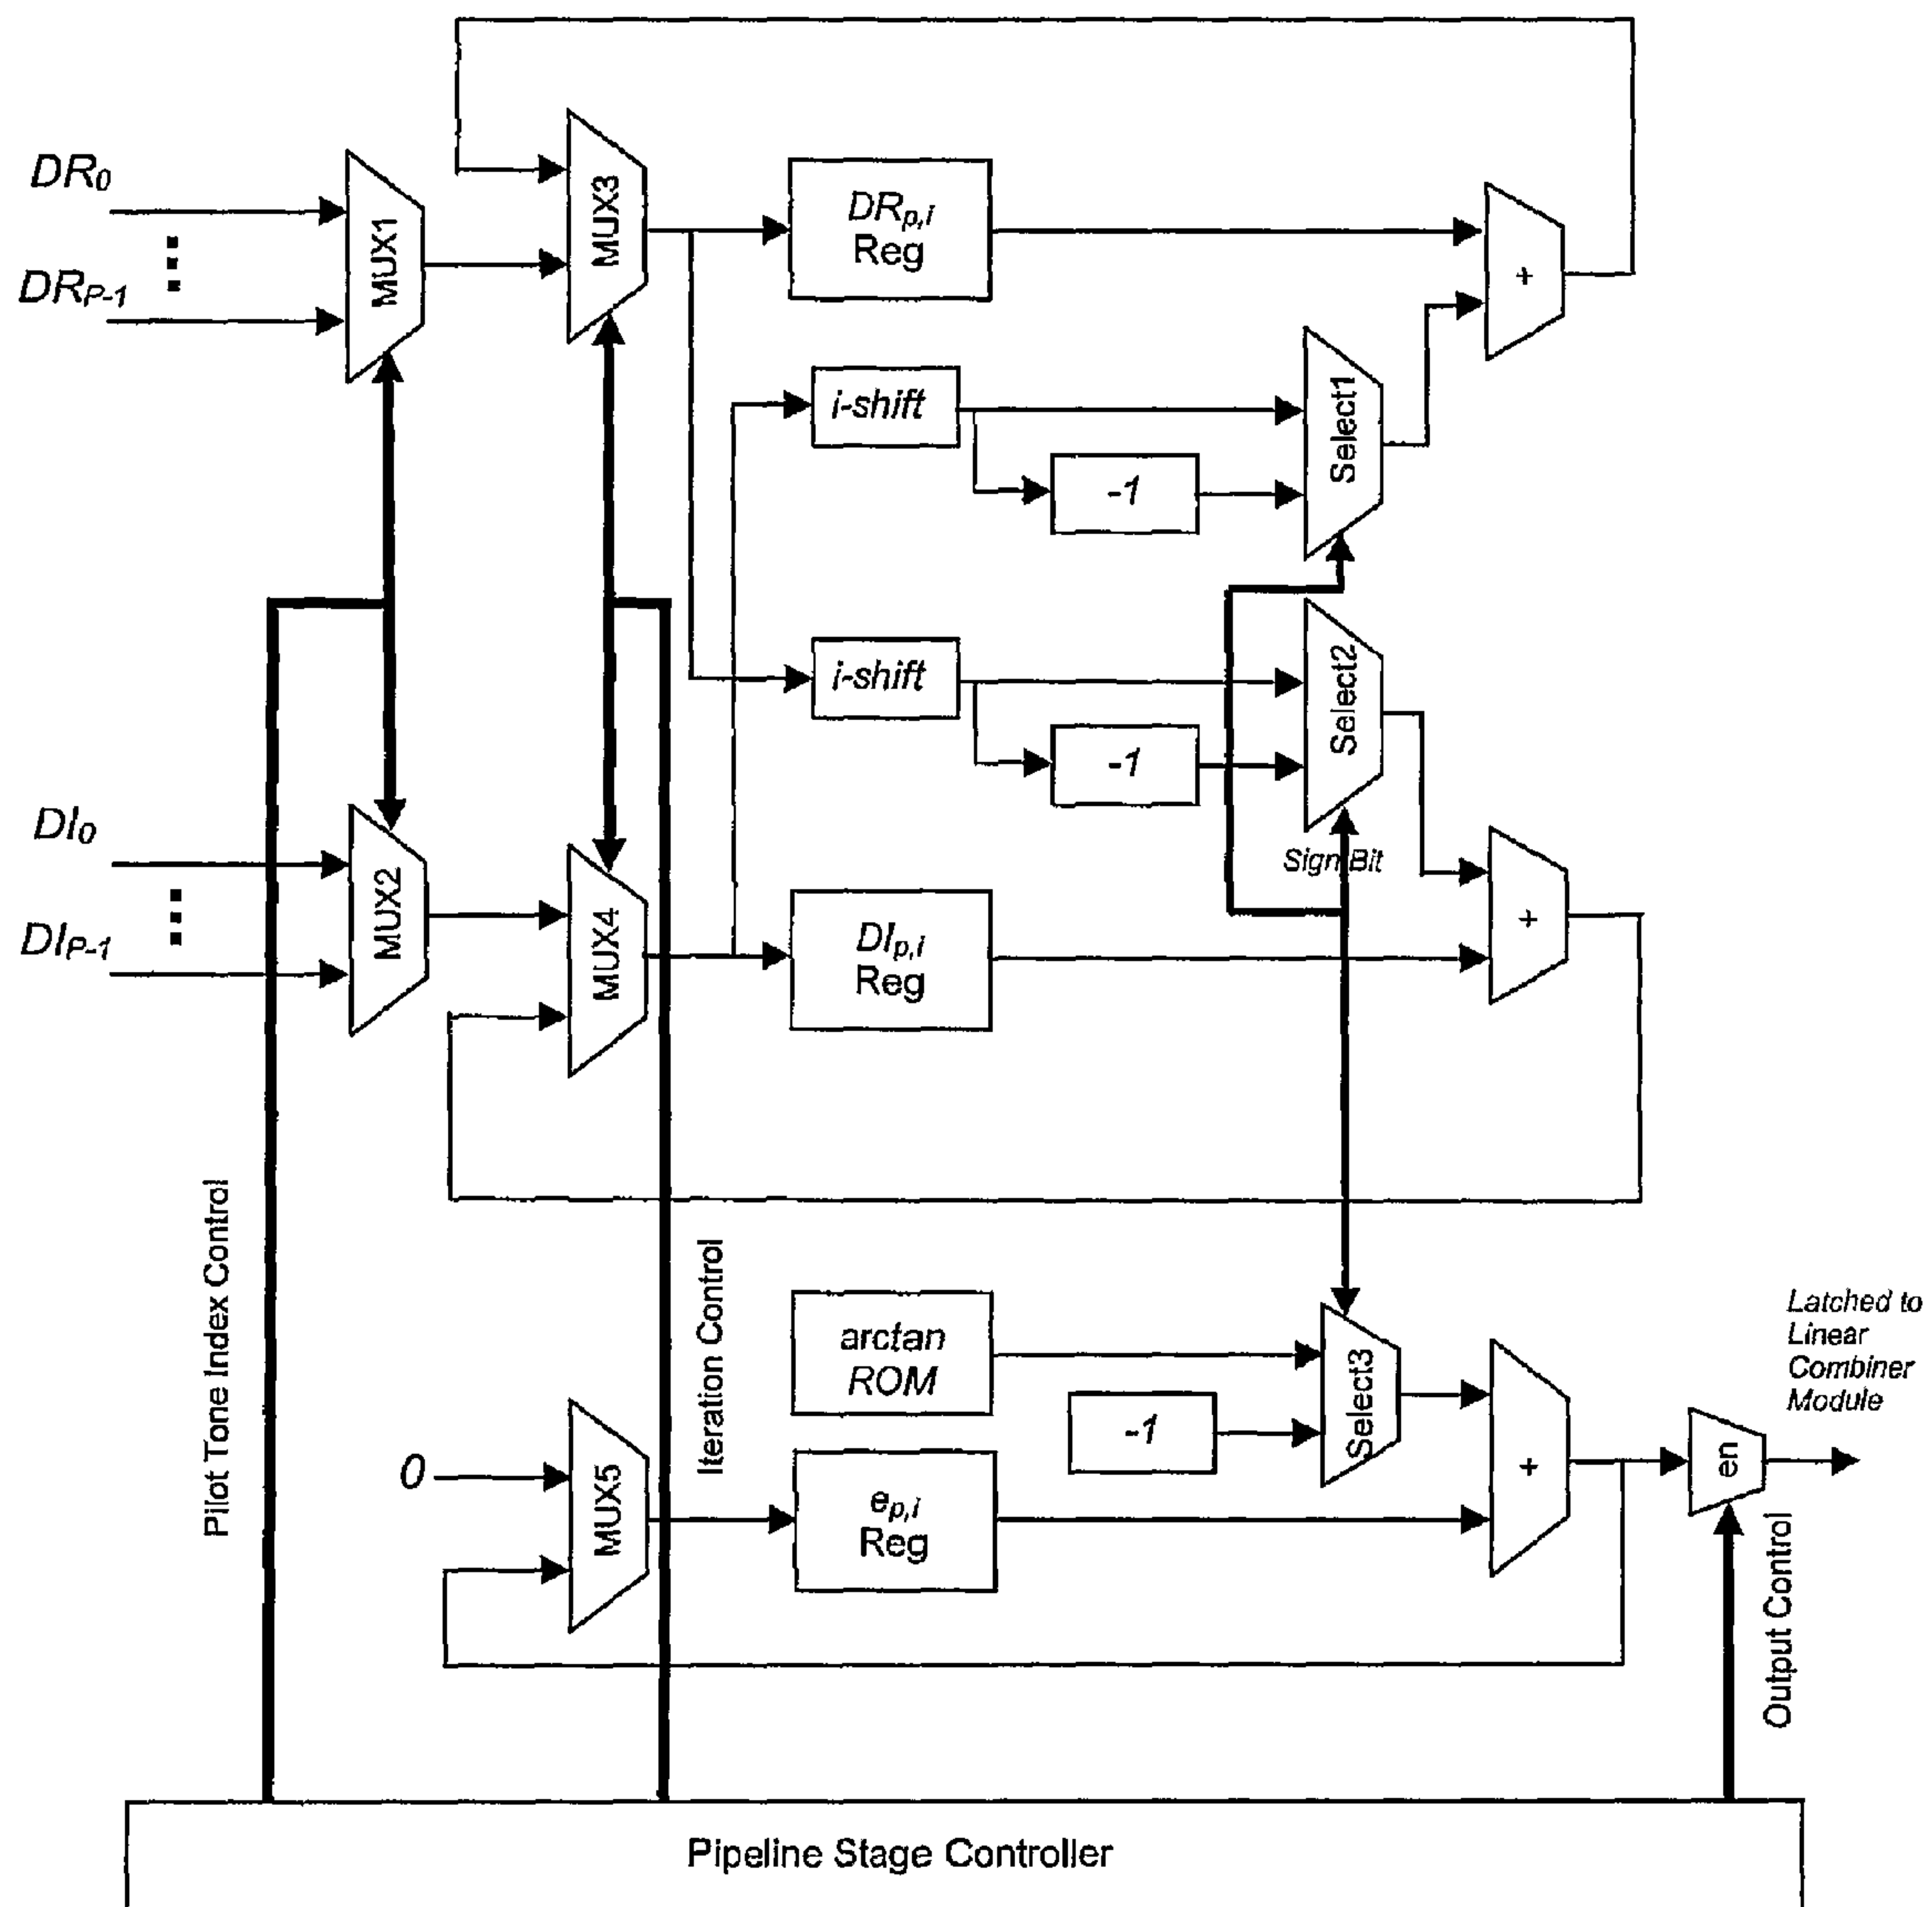 DR0
DRP-1
MUX1
MUX3
DRp,i
Reg
+
i-shift
-1
Select1
i-shift
-1
Select2
Sign Bit
DI0
DIP-1
MUX2
MUX4
DIp,i
Reg
+
Pilot Tone Index Control
Iteration Control
arctan
ROM
-1
Select3
0
MUX5
ep,i
Reg
+
en
Latched to
Linear
Combiner
Module
Output Control
Pipeline Stage Controller